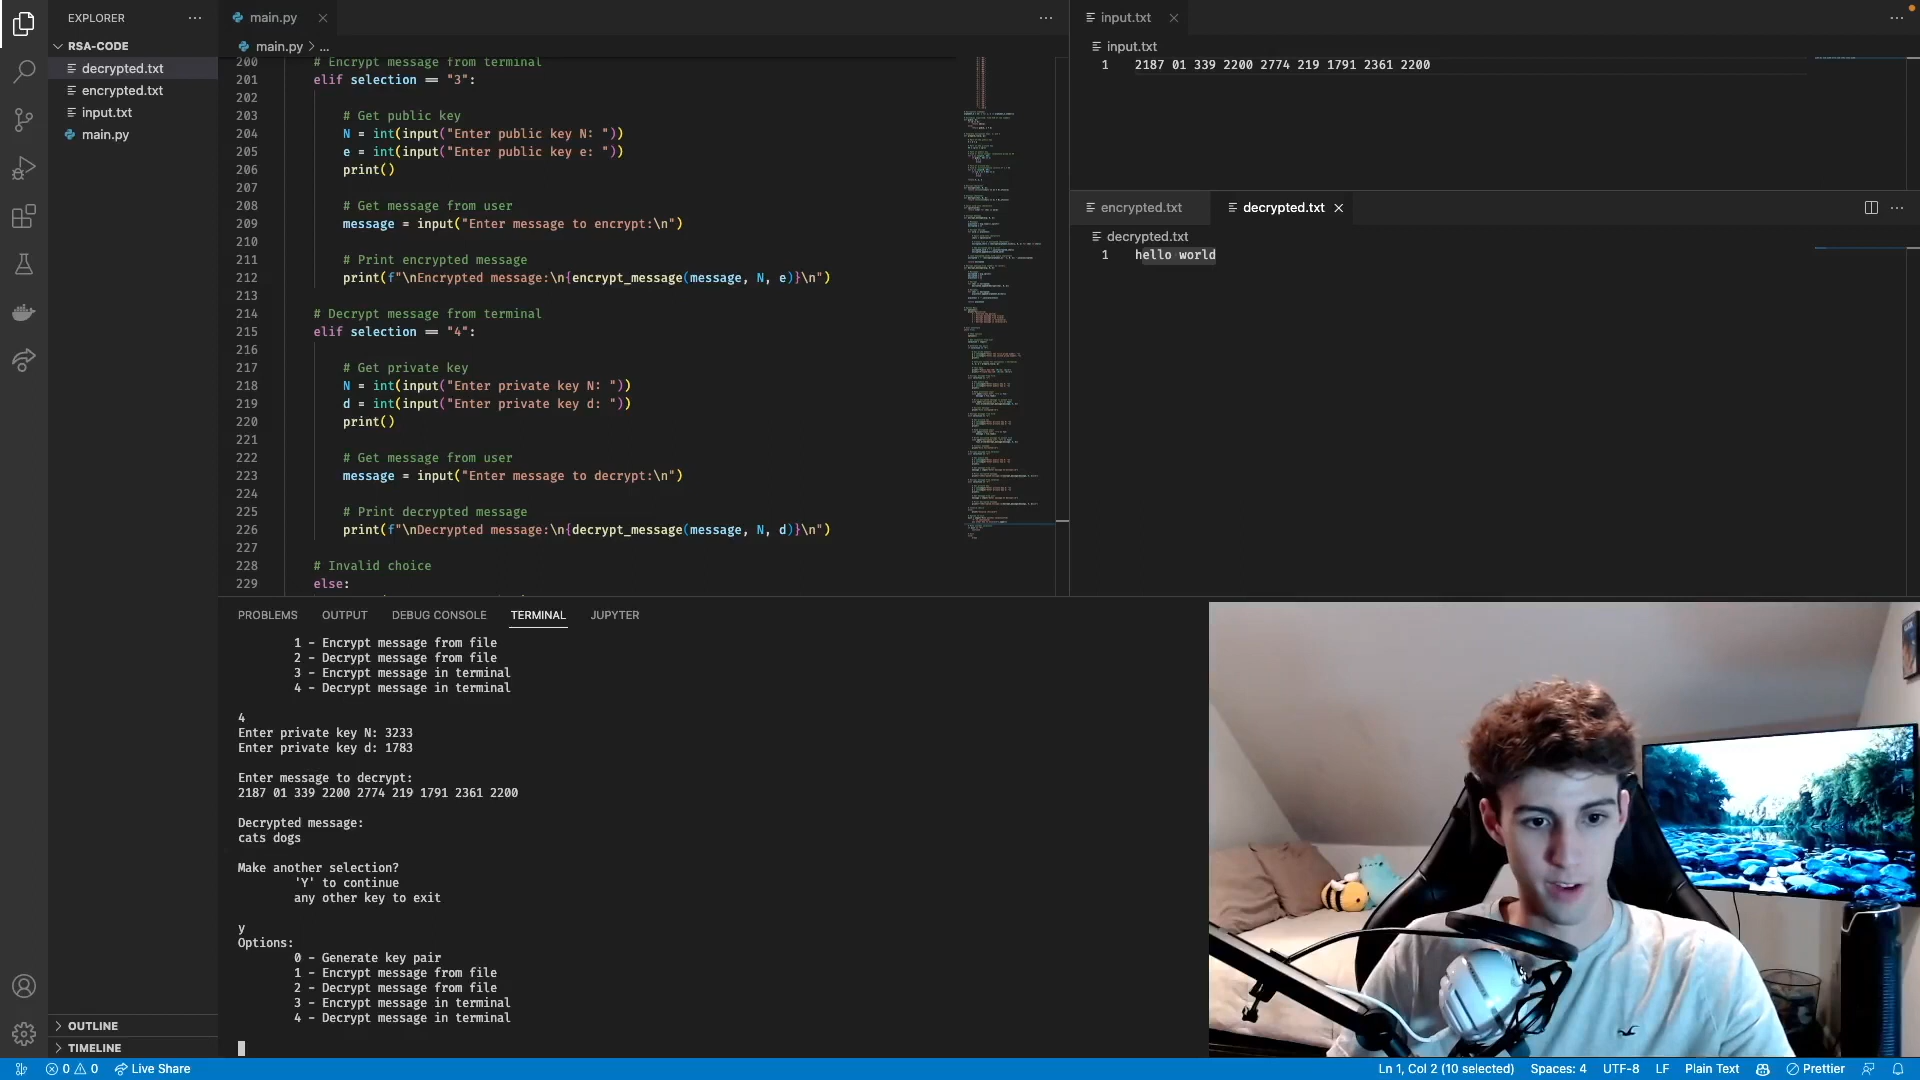 EXPLORER
RSA-CODE
decrypted.txt
encrypted.txt
input.txt
main.py
OUTLINE
TIMELINE
main.py
main.py > ...
200 # Encrypt message from terminal
201 elif selection == "3":
202
203 # Get public key
204 N = int(input("Enter public key N: "))
205 e = int(input("Enter public key e: "))
206 print()
207
208 # Get message from user
209 message = input("Enter message to encrypt:\n")
210
211 # Print encrypted message
212 print(f"\nEncrypted message:\n{encrypt_message(message, N, e)}\n")
213
214 # Decrypt message from terminal
215 elif selection == "4":
216
217 # Get private key
218 N = int(input("Enter private key N: "))
219 d = int(input("Enter private key d: "))
220 print()
221
222 # Get message from user
223 message = input("Enter message to decrypt:\n")
224
225 # Print decrypted message
226 print(f"\nDecrypted message:\n{decrypt_message(message, N, d)}\n")
227
228 # Invalid choice
229 else:
input.txt
input.txt
1 2187 01 339 2200 2774 219 1791 2361 2200
encrypted.txt decrypted.txt
decrypted.txt
1 hello world
PROBLEMS OUTPUT DEBUG CONSOLE TERMINAL JUPYTER
1 - Encrypt message from file
2 - Decrypt message from file
3 - Encrypt message in terminal
4 - Decrypt message in terminal
4
Enter private key N: 3233
Enter private key d: 1783
Enter message to decrypt:
2187 01 339 2200 2774 219 1791 2361 2200
Decrypted message:
cats dogs
Make another selection?
'Y' to continue
any other key to exit
y
Options:
0 - Generate key pair
1 - Encrypt message from file
2 - Decrypt message from file
3 - Encrypt message in terminal
4 - Decrypt message in terminal
0 0 Live Share Ln 1, Col 2 (10 selected) Spaces: 4 UTF-8 LF Plain Text Prettier